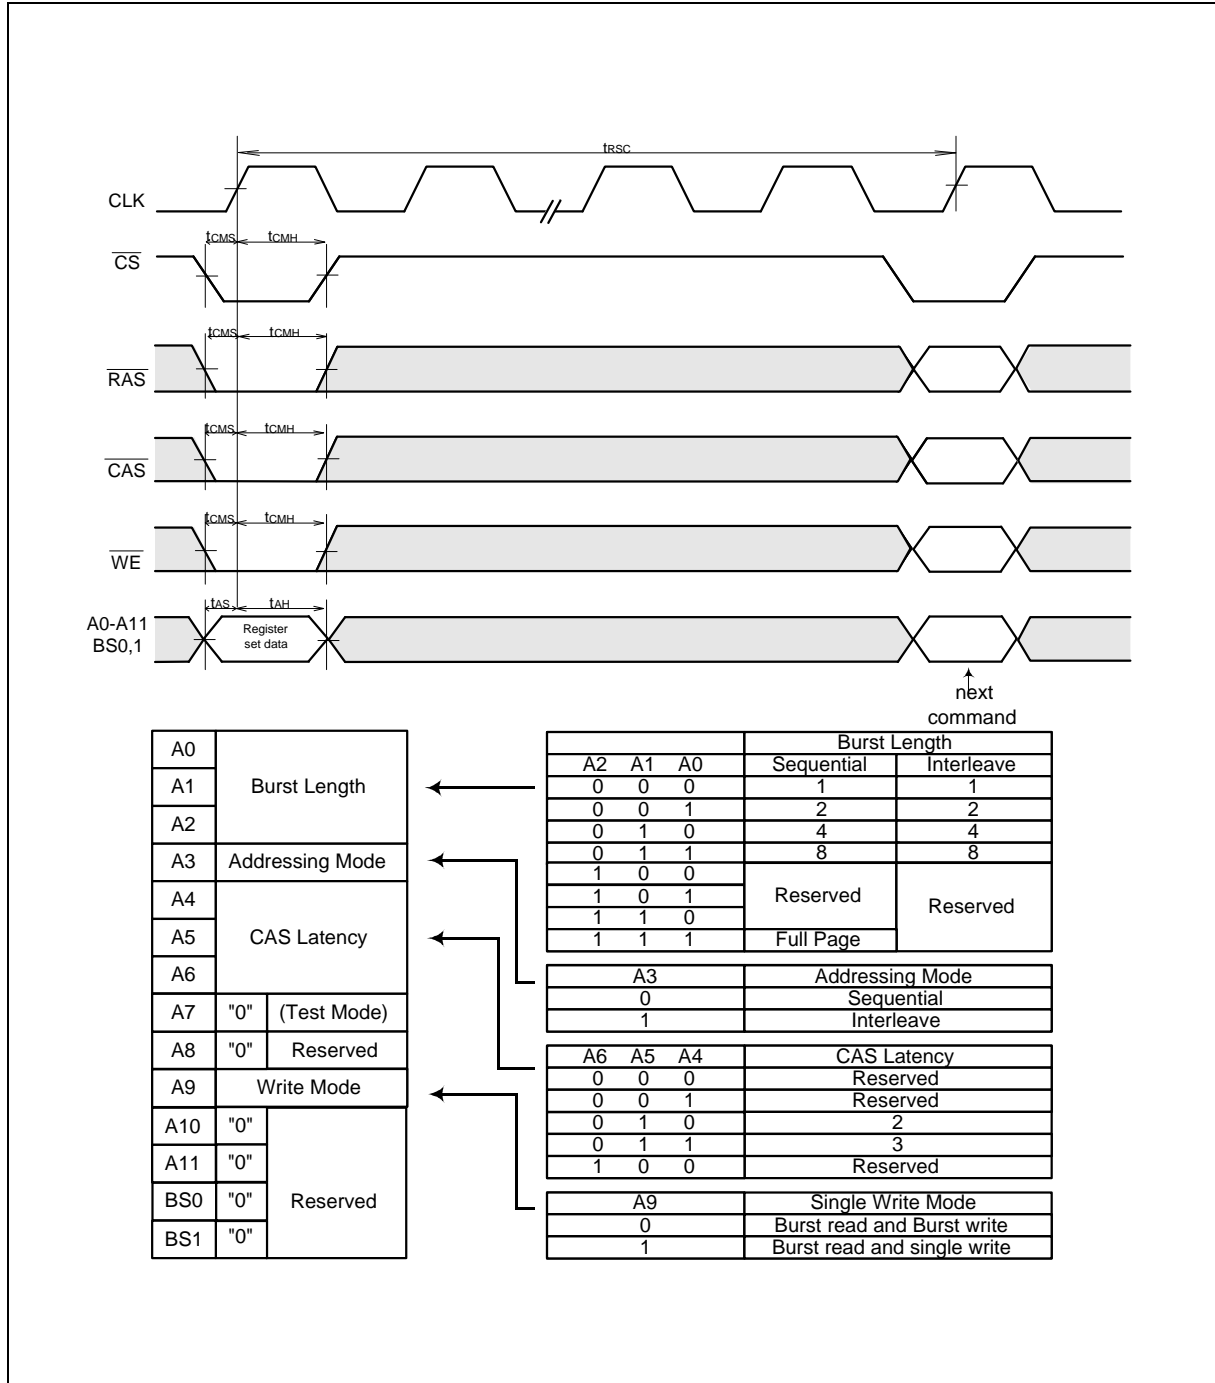 tRSC
CLK
tCMS tCMH
CS
tCMS tCMH
RAS
tCMS tCMH
CAS
tCMS tCMH
WE
tAS tAH
A0-A11
BS0,1
Register
set data
next
command
A0
A1 Burst Length
A2
A3 Addressing Mode
A4
A5 CAS Latency
A6
A7 "0" (Test Mode)
A8 "0" Reserved
A9 Write Mode
A10 "0"
A11 "0"
BS0 "0" Reserved
BS1 "0"
Burst Length
A2 A1 A0 Sequential Interleave
0 0 0 1 1
0 0 1 2 2
0 1 0 4 4
0 1 1 8 8
1 0 0
1 0 1 Reserved Reserved
1 1 0
1 1 1 Full Page
A3 Addressing Mode
0 Sequential
1 Interleave
A6 A5 A4 CAS Latency
0 0 0 Reserved
0 0 1 Reserved
0 1 0 2
0 1 1 3
1 0 0 Reserved
A9 Single Write Mode
0 Burst read and Burst write
1 Burst read and single write